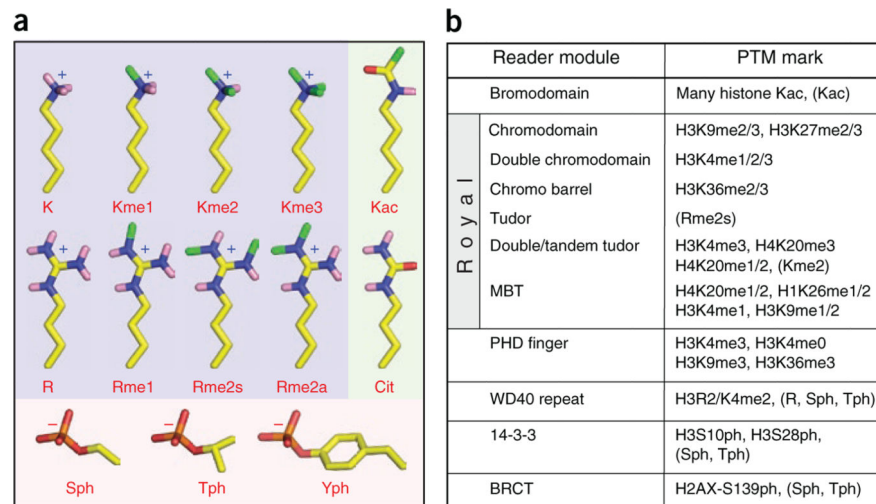 a
+ + + +
K Kme1 Kme2 Kme3 Kac
+ + + +
R Rme1 Rme2s Rme2a Cit
− − −
Sph Tph Yph
b
Reader module PTM mark
Bromodomain Many histone Kac, (Kac)
Royal
Chromodomain H3K9me2/3, H3K27me2/3
Double chromodomain H3K4me1/2/3
Chromo barrel H3K36me2/3
Tudor (Rme2s)
Double/tandem tudor H3K4me3, H4K20me3
H4K20me1/2, (Kme2)
MBT H4K20me1/2, H1K26me1/2
H3K4me1, H3K9me1/2
PHD finger H3K4me3, H3K4me0
H3K9me3, H3K36me3
WD40 repeat H3R2/K4me2, (R, Sph, Tph)
14-3-3 H3S10ph, H3S28ph,
(Sph, Tph)
BRCT H2AX-S139ph, (Sph, Tph)